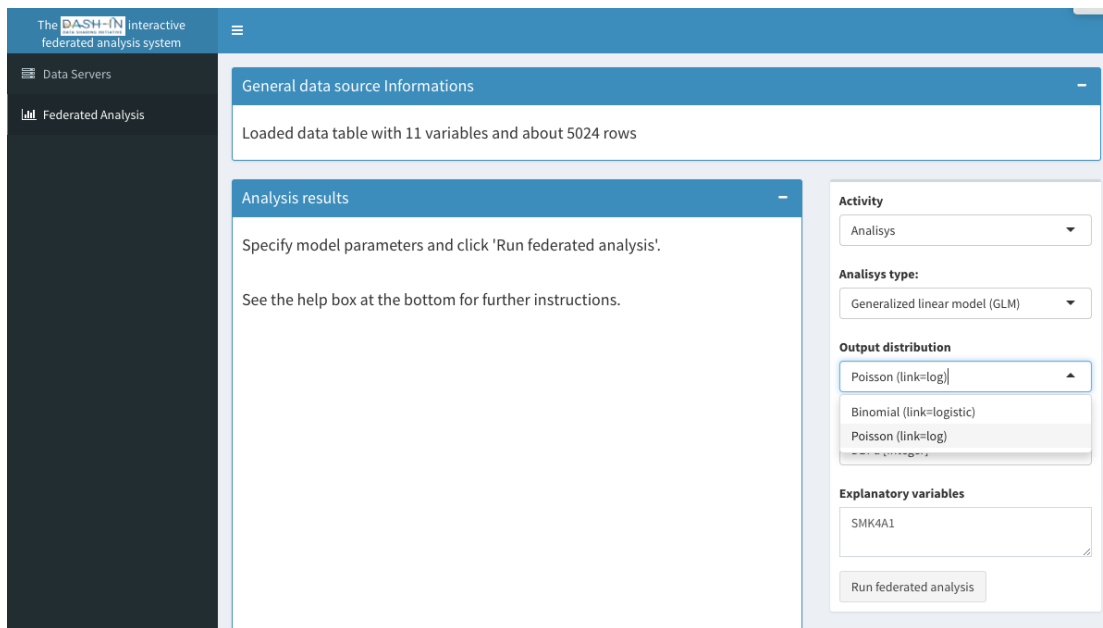 The DASH-IN interactive
DATA SHARING INITIATIVE
federated analysis system
Data Servers
Federated Analysis
General data source Informations
Loaded data table with 11 variables and about 5024 rows
Analysis results
Specify model parameters and click 'Run federated analysis'.
See the help box at the bottom for further instructions.
Activity
Analisys
Analisys type:
Generalized linear model (GLM)
Output distribution
Poisson (link=log)
Binomial (link=logistic)
Poisson (link=log)
Explanatory variables
SMK4A1
Run federated analysis